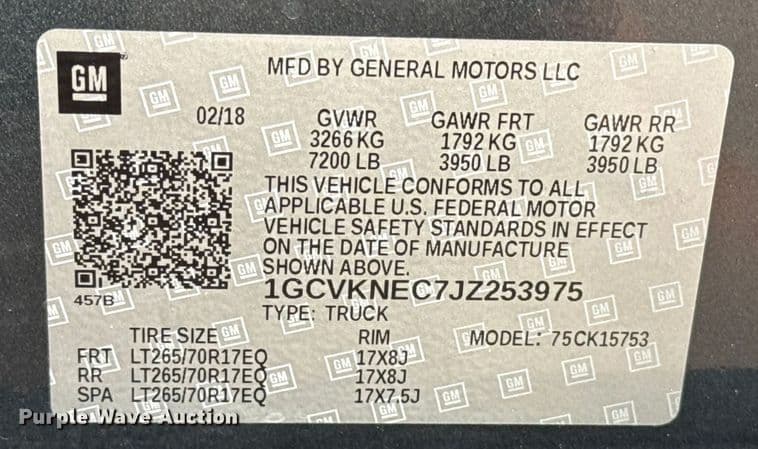 GM
MFD BY GENERAL MOTORS LLC
02/18 GVWR GAWR FRT GAWR RR
3266 KG 1792 KG 1792 KG
7200 LB 3950 LB 3950 LB
THIS VEHICLE CONFORMS TO ALL
APPLICABLE U.S. FEDERAL MOTOR
VEHICLE SAFETY STANDARDS IN EFFECT
ON THE DATE OF MANUFACTURE
SHOWN ABOVE.
457B 1GCVKNEC7JZ253975
TYPE: TRUCK
TIRE SIZE RIM MODEL: 75CK15753
FRT LT265/70R17EQ 17X8J
RR LT265/70R17EQ 17X8J
SPA LT265/70R17EQ 17X7.5J
Purple Wave Auction